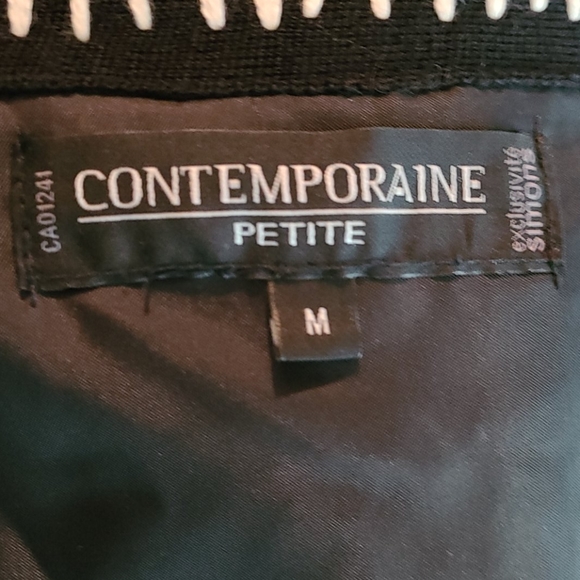 CA01241
CONTEMPORAINE
PETITE
exclusivité
simons
M